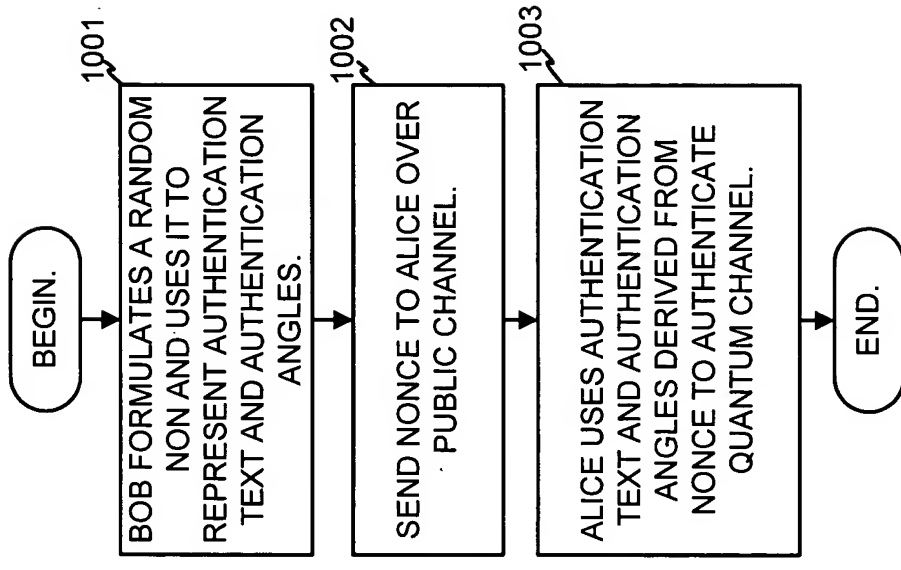 BEGIN.
1001
BOB FORMULATES A RANDOM
NON AND USES IT TO
REPRESENT AUTHENTICATION
TEXT AND AUTHENTICATION
ANGLES.
1002
SEND NONCE TO ALICE OVER
PUBLIC CHANNEL.
1003
ALICE USES AUTHENTICATION
TEXT AND AUTHENTICATION
ANGLES DERIVED FROM
NONCE TO AUTHENTICATE
QUANTUM CHANNEL.
END.